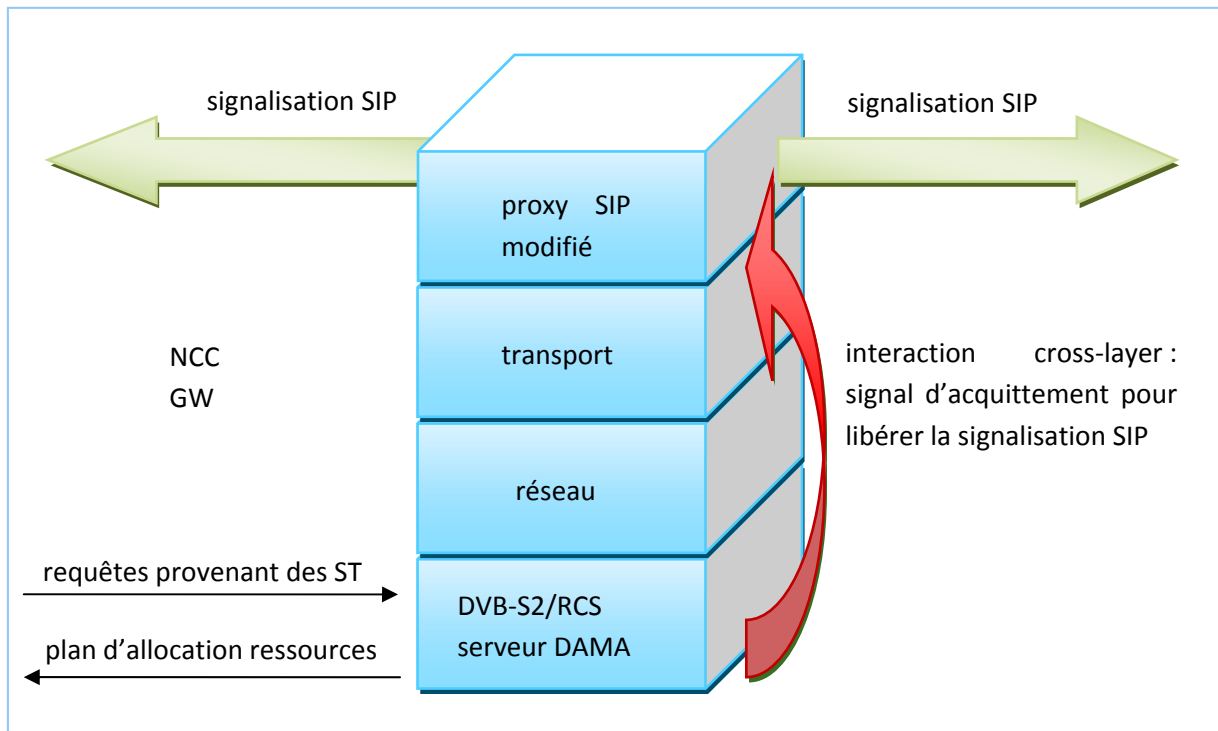 signalisation SIP
signalisation SIP
proxy SIP
modifié
transport
NCC
GW
interaction cross-layer :
signal d’acquittement pour
libérer la signalisation SIP
réseau
requêtes provenant des ST
plan d’allocation ressources
DVB-S2/RCS
serveur DAMA